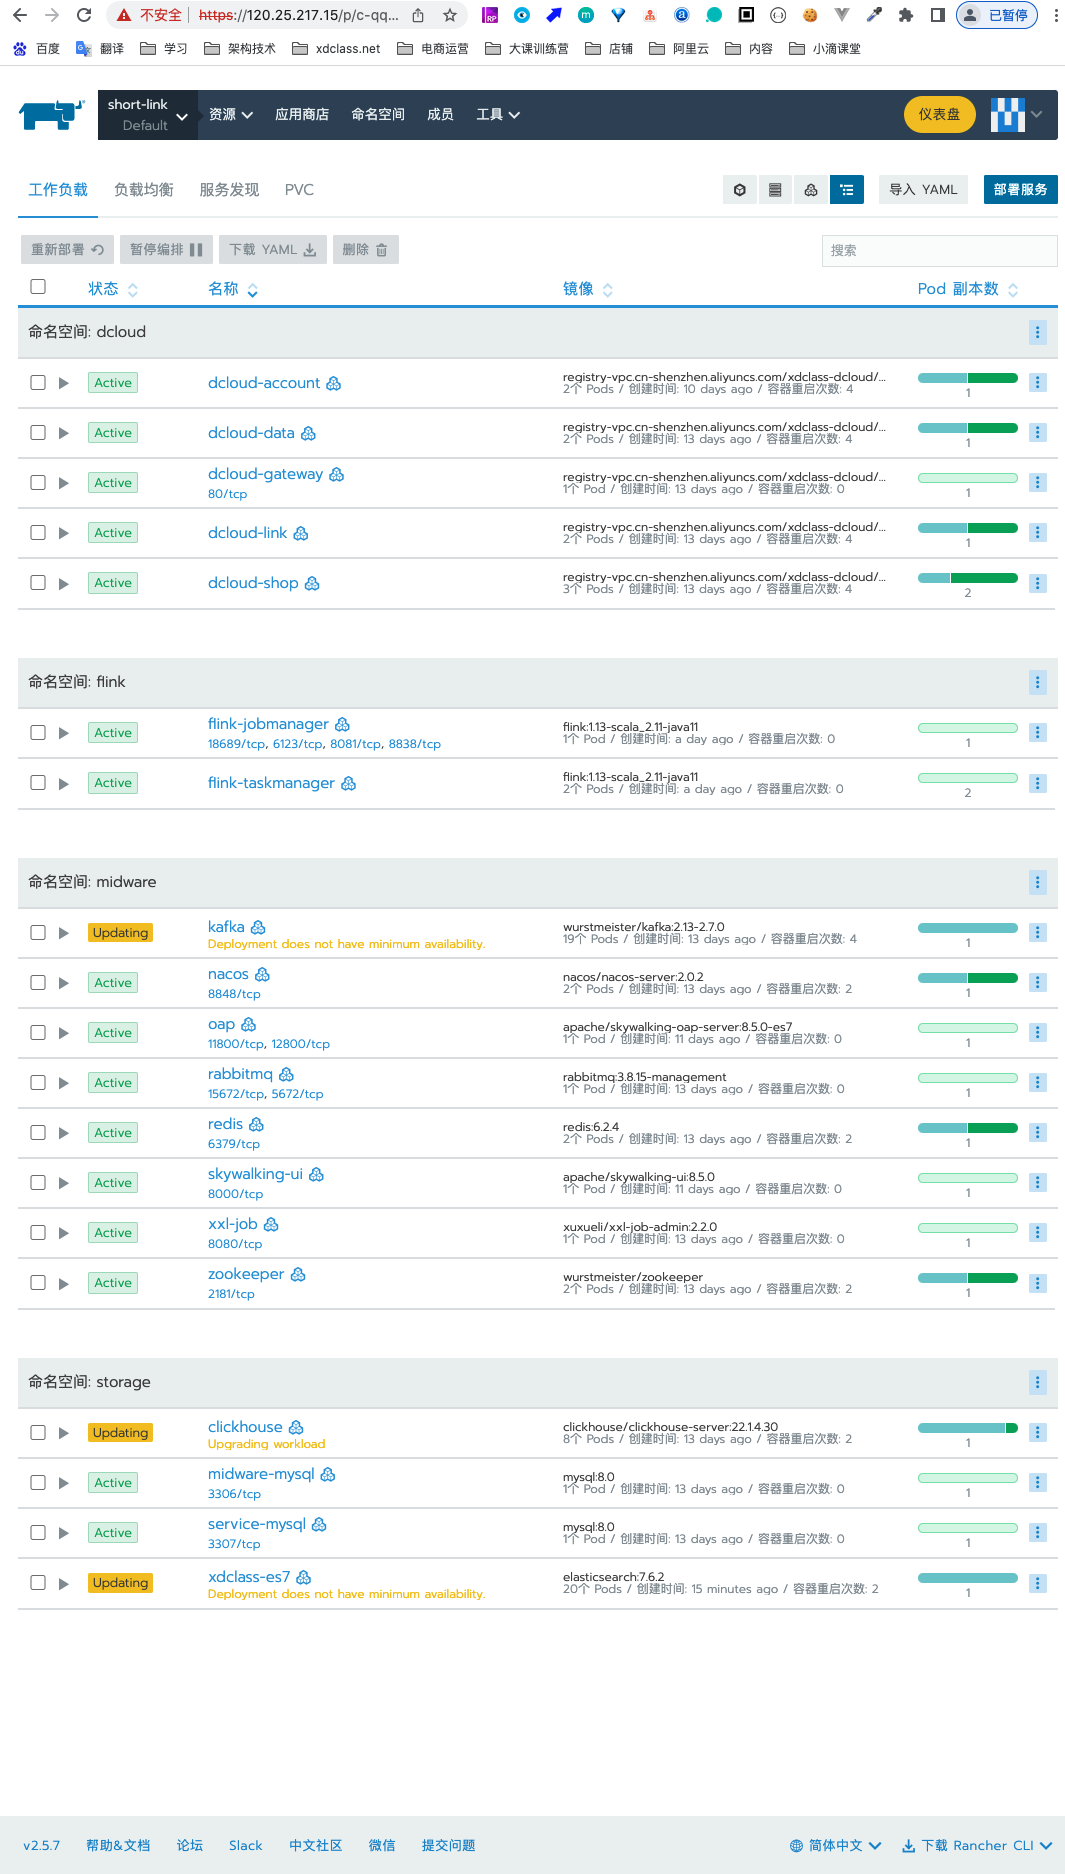 不安全 https://120.25.217.15/p/c-qq... 已暂停
百度 翻译 学习 架构技术 xdclass.net 电商运营 大课训练营 店铺 阿里云 内容 小滴课堂
short-link
Default
资源 应用商店 命名空间 成员 工具 仪表盘
工作负载 负载均衡 服务发现 PVC 导入 YAML 部署服务
重新部署 暂停编排 下载 YAML 删除 搜索
状态 名称 镜像 Pod 副本数
命名空间: dcloud
Active dcloud-account registry-vpc.cn-shenzhen.aliyuncs.com/xdclass-dcloud/...
2个 Pods / 创建时间: 10 days ago / 容器重启次数: 4 1
Active dcloud-data registry-vpc.cn-shenzhen.aliyuncs.com/xdclass-dcloud/...
2个 Pods / 创建时间: 13 days ago / 容器重启次数: 4 1
Active dcloud-gateway registry-vpc.cn-shenzhen.aliyuncs.com/xdclass-dcloud/...
80/tcp 1个 Pod / 创建时间: 13 days ago / 容器重启次数: 0 1
Active dcloud-link registry-vpc.cn-shenzhen.aliyuncs.com/xdclass-dcloud/...
2个 Pods / 创建时间: 13 days ago / 容器重启次数: 4 1
Active dcloud-shop registry-vpc.cn-shenzhen.aliyuncs.com/xdclass-dcloud/...
3个 Pods / 创建时间: 13 days ago / 容器重启次数: 4 2
命名空间: flink
Active flink-jobmanager flink:1.13-scala_2.11-java11
18689/tcp, 6123/tcp, 8081/tcp, 8838/tcp 1个 Pod / 创建时间: a day ago / 容器重启次数: 0 1
Active flink-taskmanager flink:1.13-scala_2.11-java11
2个 Pods / 创建时间: a day ago / 容器重启次数: 0 2
命名空间: midware
Updating kafka wurstmeister/kafka:2.13-2.7.0
Deployment does not have minimum availability. 19个 Pods / 创建时间: 13 days ago / 容器重启次数: 4 1
Active nacos nacos/nacos-server:2.0.2
8848/tcp 2个 Pods / 创建时间: 13 days ago / 容器重启次数: 2 1
Active oap apache/skywalking-oap-server:8.5.0-es7
11800/tcp, 12800/tcp 1个 Pod / 创建时间: 11 days ago / 容器重启次数: 0 1
Active rabbitmq rabbitmq:3.8.15-management
15672/tcp, 5672/tcp 1个 Pod / 创建时间: 13 days ago / 容器重启次数: 0 1
Active redis redis:6.2.4
6379/tcp 2个 Pods / 创建时间: 13 days ago / 容器重启次数: 2 1
Active skywalking-ui apache/skywalking-ui:8.5.0
8000/tcp 1个 Pod / 创建时间: 11 days ago / 容器重启次数: 0 1
Active xxl-job xuxueli/xxl-job-admin:2.2.0
8080/tcp 1个 Pod / 创建时间: 13 days ago / 容器重启次数: 0 1
Active zookeeper wurstmeister/zookeeper
2181/tcp 2个 Pods / 创建时间: 13 days ago / 容器重启次数: 2 1
命名空间: storage
Updating clickhouse clickhouse/clickhouse-server:22.1.4.30
Upgrading workload 8个 Pods / 创建时间: 13 days ago / 容器重启次数: 2 1
Active midware-mysql mysql:8.0
3306/tcp 1个 Pod / 创建时间: 13 days ago / 容器重启次数: 0 1
Active service-mysql mysql:8.0
3307/tcp 1个 Pod / 创建时间: 13 days ago / 容器重启次数: 0 1
Updating xdclass-es7 elasticsearch:7.6.2
Deployment does not have minimum availability. 20个 Pods / 创建时间: 15 minutes ago / 容器重启次数: 2 1
v2.5.7 帮助&文档 论坛 Slack 中文社区 微信 提交问题 简体中文 下载 Rancher CLI